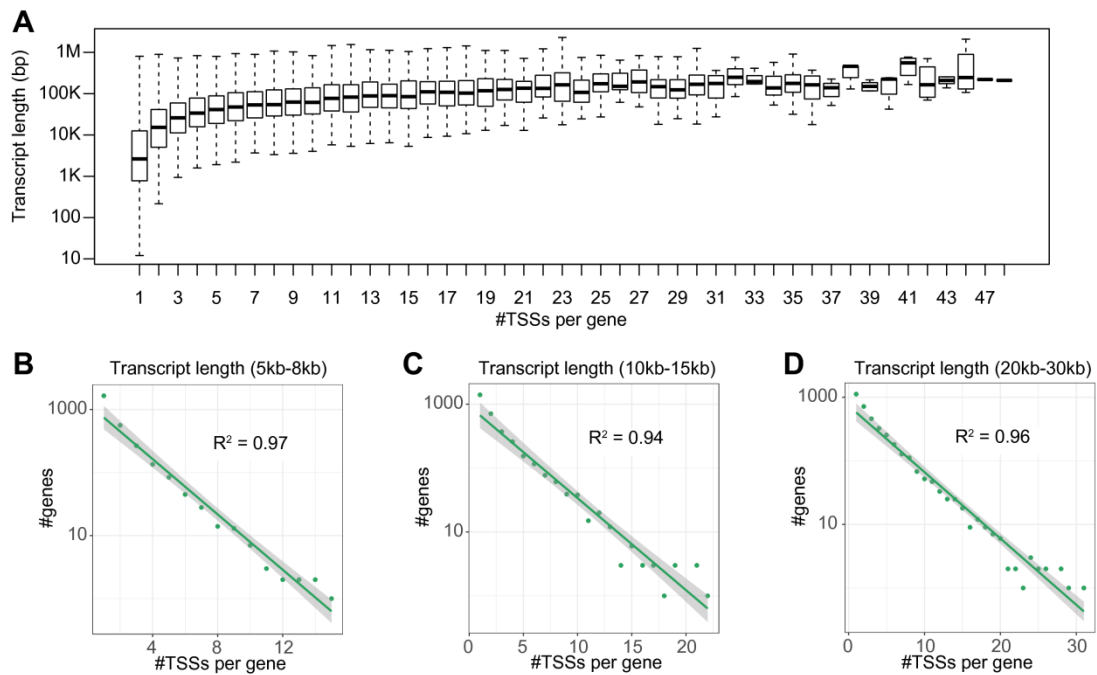 A
Transcript length (bp)
1M
100K
10K
1K
100
10
1 3 5 7 9 11 13 15 17 19 21 23 25 27 29 31 33 35 37 39 41 43 47
#TSSs per gene
B
Transcript length (5kb-8kb)
#genes
1000
10
R² = 0.97
4 8 12
#TSSs per gene
C
Transcript length (10kb-15kb)
#genes
1000
10
R² = 0.94
0 5 10 15 20
#TSSs per gene
D
Transcript length (20kb-30kb)
#genes
1000
10
R² = 0.96
0 10 20 30
#TSSs per gene